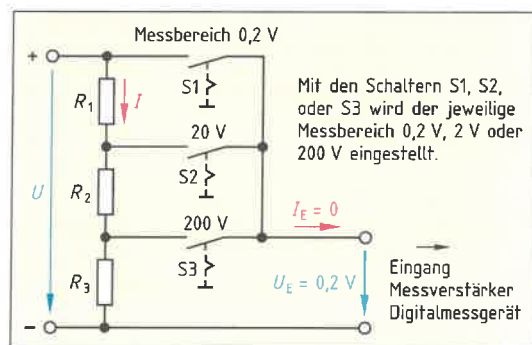 Messbereich 0,2 V
+
S1
R1
I
Mit den Schaltern S1, S2,
oder S3 wird der jeweilige
Messbereich 0,2 V, 2 V oder
200 V eingestellt.
20 V
S2
U
R2
200 V
IE = 0
S3
R3
UE = 0,2 V
Eingang
Messverstärker
Digitalmessgerät
−